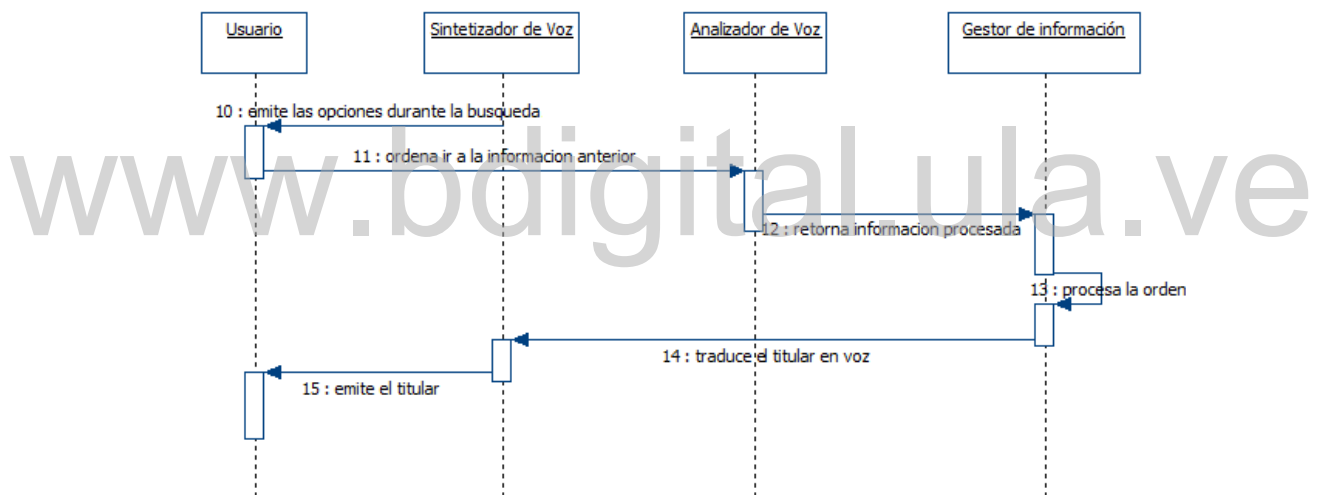 Usuario
Sintetizador de Voz
Analizador de Voz
Gestor de información
10 : emite las opciones durante la busqueda
11 : ordena ir a la informacion anterior
www.bdigital.ula.ve
12 : retorna informacion procesada
13 : procesa la orden
14 : traduce el titular en voz
15 : emite el titular